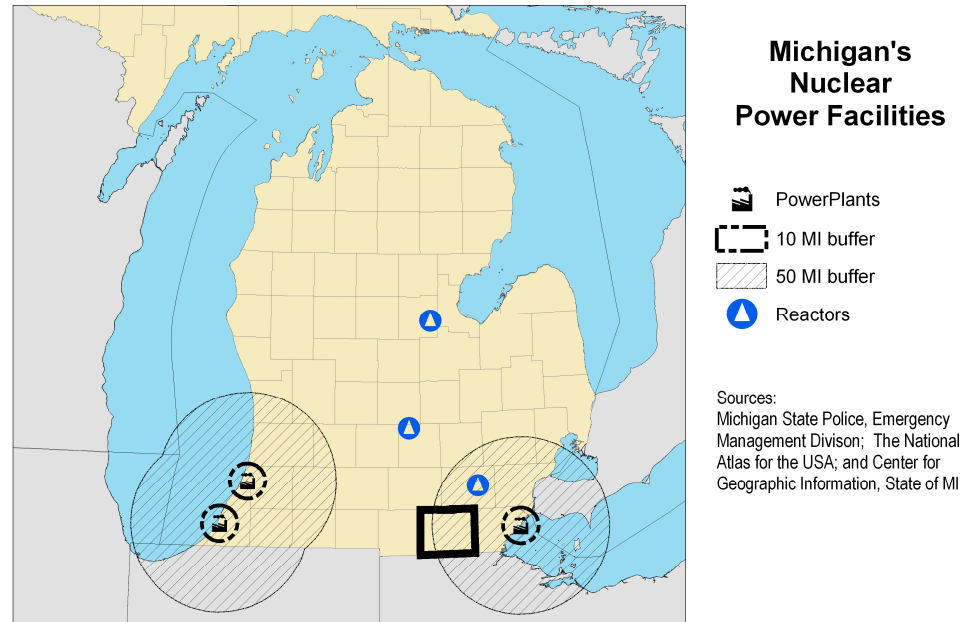 Michigan's
Nuclear
Power Facilities
PowerPlants
10 MI buffer
50 MI buffer
Reactors
Sources:
Michigan State Police, Emergency
Management Divison; The National
Atlas for the USA; and Center for
Geographic Information, State of MI